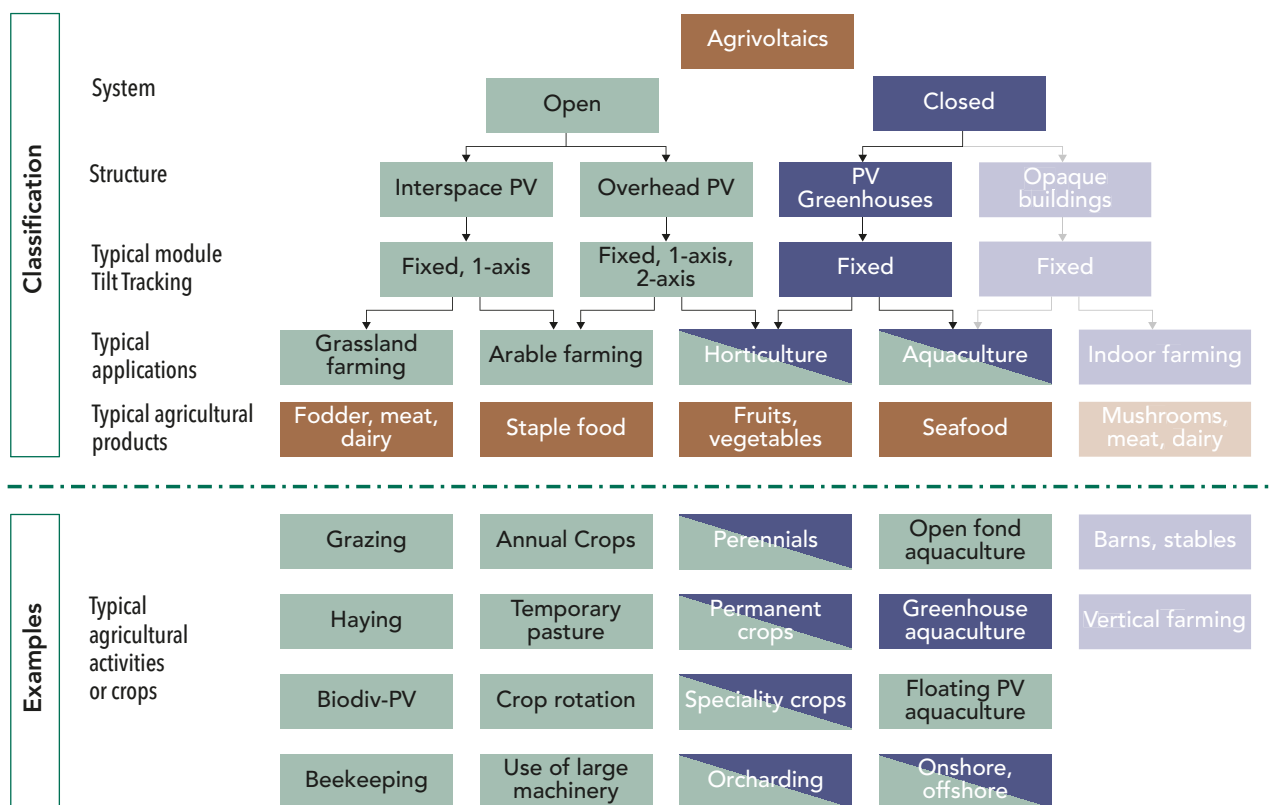 Classification
Agrivoltaics
System
Open
Closed
Structure
Interspace PV
Overhead PV
PV
Greenhouses
Opaque
buildings
Typical module
Tilt Tracking
Fixed, 1-axis
Fixed, 1-axis,
2-axis
Fixed
Fixed
Typical
applications
Grassland
farming
Arable farming
Horticulture
Aquaculture
Indoor farming
Typical agricultural
products
Fodder, meat,
dairy
Staple food
Fruits,
vegetables
Seafood
Mushrooms,
meat, dairy
Examples
Typical
agricultural
activities
or crops
Grazing
Annual Crops
Perennials
Open fond
aquaculture
Barns, stables
Haying
Temporary
pasture
Permanent
crops
Greenhouse
aquaculture
Vertical farming
Biodiv-PV
Crop rotation
Speciality crops
Floating PV
aquaculture
Beekeeping
Use of large
machinery
Orcharding
Onshore,
offshore